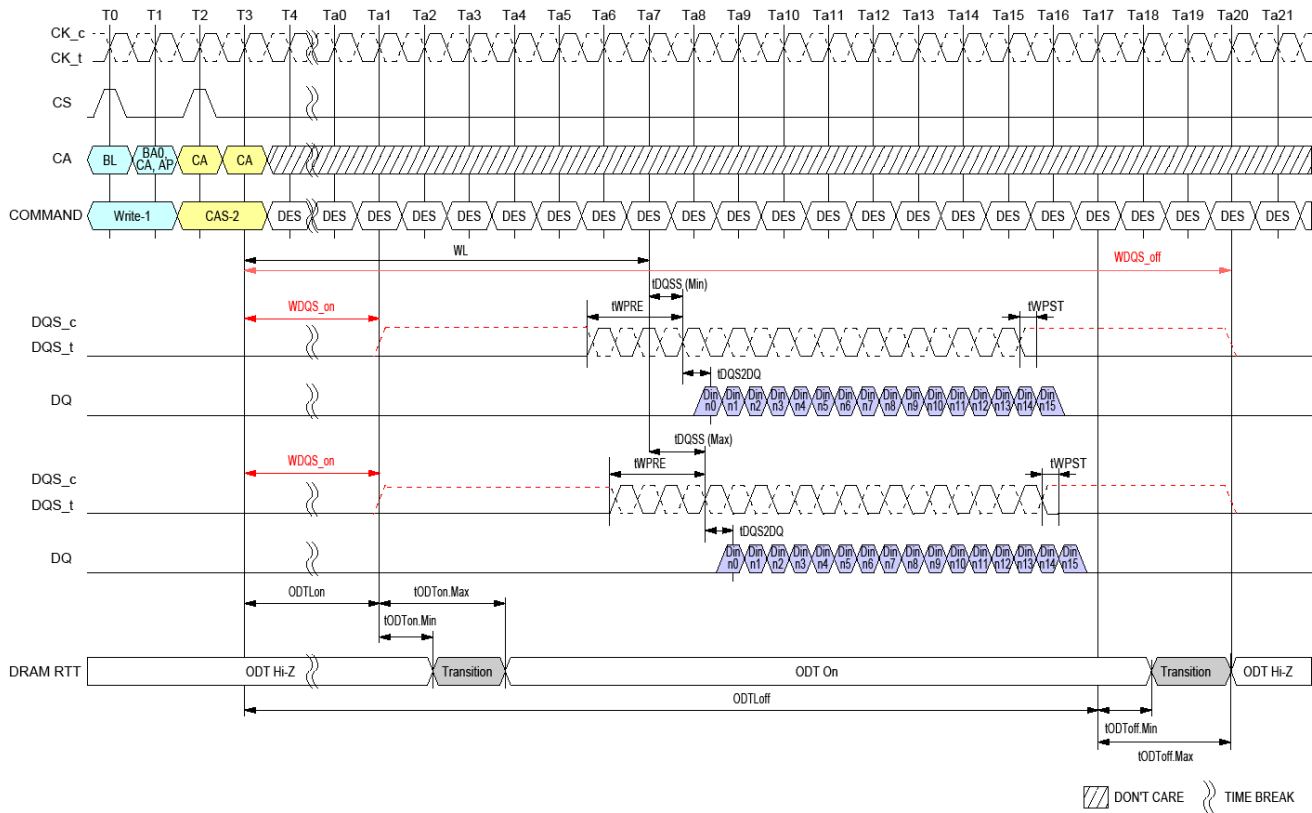 T0 T1 T2 T3 T4 Ta0 Ta1 Ta2 Ta3 Ta4 Ta5 Ta6 Ta7 Ta8 Ta9 Ta10 Ta11 Ta12 Ta13 Ta14 Ta15 Ta16 Ta17 Ta18 Ta19 Ta20 Ta21
CK_c
CK_t
CS
CA BL BA0, CA, AP CA CA
COMMAND Write-1 CAS-2 DES DES DES DES DES DES DES DES DES DES DES DES DES DES DES DES DES DES DES DES DES DES DES
WL
WDQS_off
tDQSS (Min)
WDQS_on tWPRE tWPST
DQS_c
DQS_t
tDQS2DQ
DQ Din n0 Din n1 Din n2 Din n3 Din n4 Din n5 Din n6 Din n7 Din n8 Din n9 Din n10 Din n11 Din n12 Din n13 Din n14 Din n15
tDQSS (Max)
WDQS_on tWPRE tWPST
DQS_c
DQS_t
tDQS2DQ
DQ Din n0 Din n1 Din n2 Din n3 Din n4 Din n5 Din n6 Din n7 Din n8 Din n9 Din n10 Din n11 Din n12 Din n13 Din n14 Din n15
ODTLon tODTon.Max
tODTon.Min
DRAM RTT ODT Hi-Z Transition ODT On Transition ODT Hi-Z
ODTLoff
tODToff.Min
tODToff.Max
DON'T CARE TIME BREAK